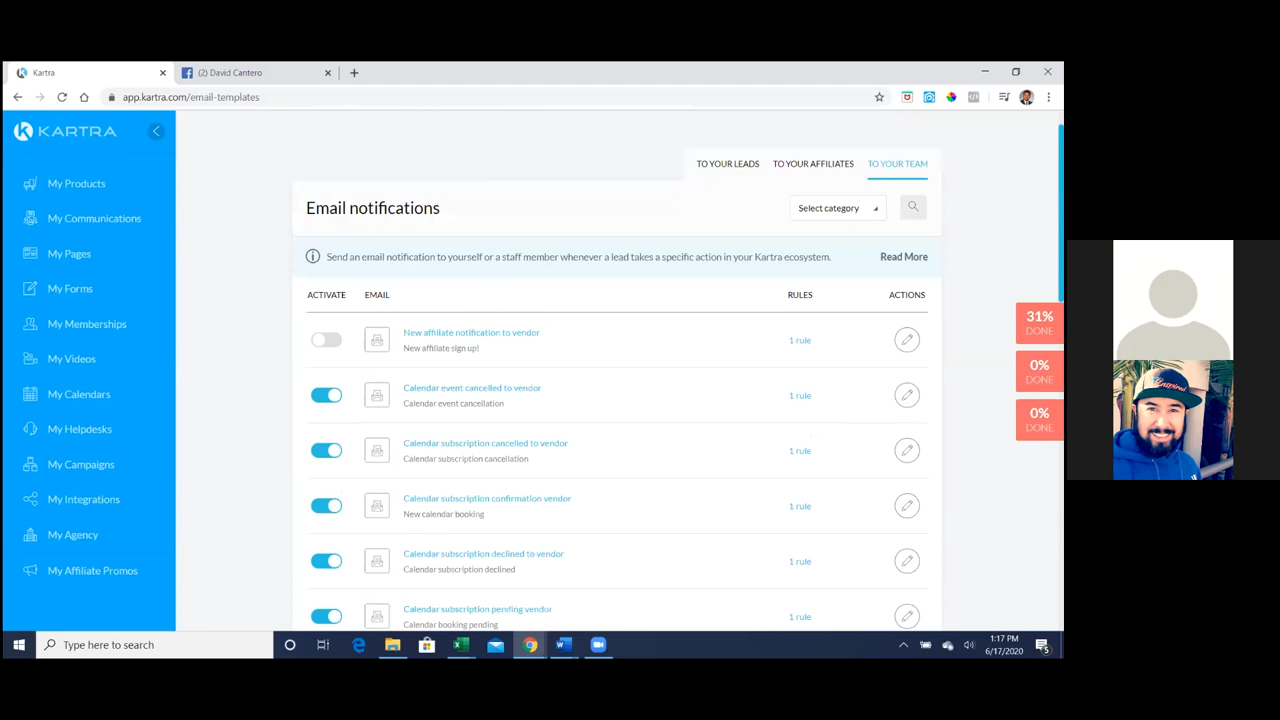 Kartra
(2) David Cantero
app.kartra.com/email-templates
KARTRA
My Products
My Communications
My Pages
My Forms
My Memberships
My Videos
My Calendars
My Helpdesks
My Campaigns
My Integrations
My Agency
My Affiliate Promos
TO YOUR LEADS TO YOUR AFFILIATES TO YOUR TEAM
Email notifications
Select category
Send an email notification to yourself or a staff member whenever a lead takes a specific action in your Kartra ecosystem. Read More
ACTIVATE EMAIL RULES ACTIONS
New affiliate notification to vendor
New affiliate sign up!
1 rule
Calendar event cancelled to vendor
Calendar event cancellation
1 rule
Calendar subscription cancelled to vendor
Calendar subscription cancellation
1 rule
Calendar subscription confirmation vendor
New calendar booking
1 rule
Calendar subscription declined to vendor
Calendar subscription declined
1 rule
Calendar subscription pending vendor
Calendar booking pending
1 rule
31%
DONE
0%
DONE
0%
DONE
Inspired
Type here to search
1:17 PM
6/17/2020
5